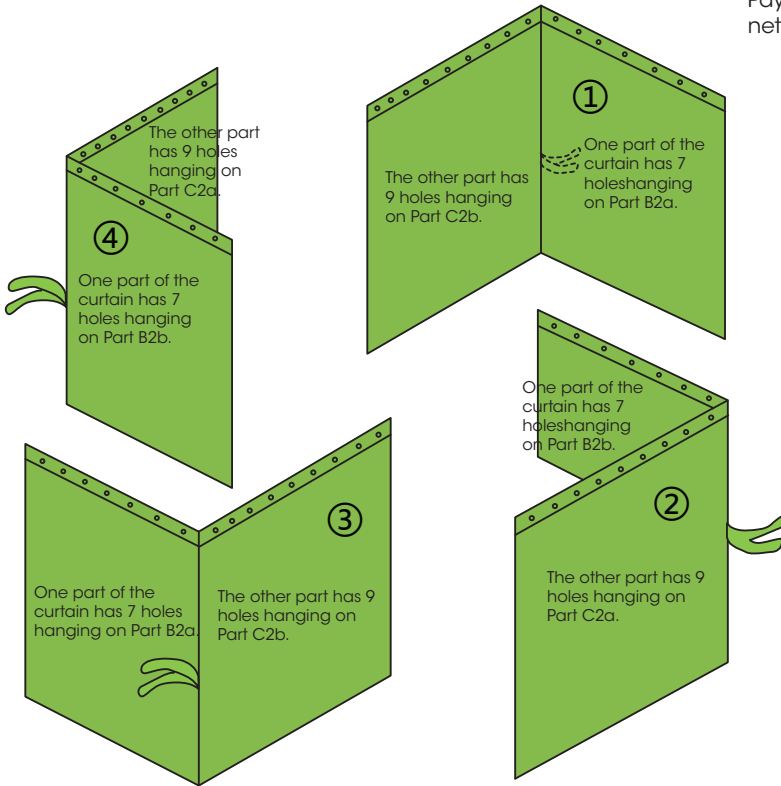 Pay
net
①
One part of the
curtain has 7
holeshanging
on Part B2a.
The other part has
9 holes hanging
on Part C2b.
The other part
has 9 holes
hanging on
Part C2a.
④
One part of the
curtain has 7
holes hanging
on Part B2b.
One part of the
curtain has 7
holeshanging
on Part B2b.
②
The other part has 9
holes hanging on
Part C2a.
③
One part of the
curtain has 7 holes
hanging on Part B2a.
The other part has 9
holes hanging on
Part C2b.